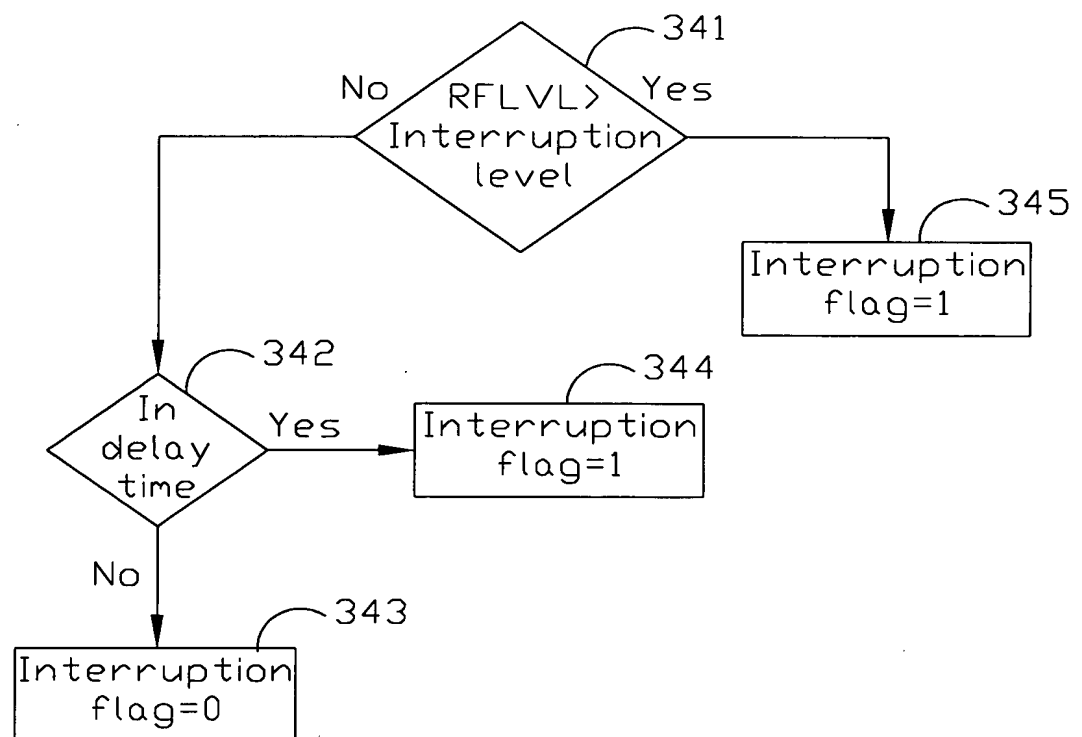 341
No
RFLVL>
Interruption
level
Yes
345
Interruption
flag=1
342
In
delay
time
Yes
344
Interruption
flag=1
No
343
Interruption
flag=0